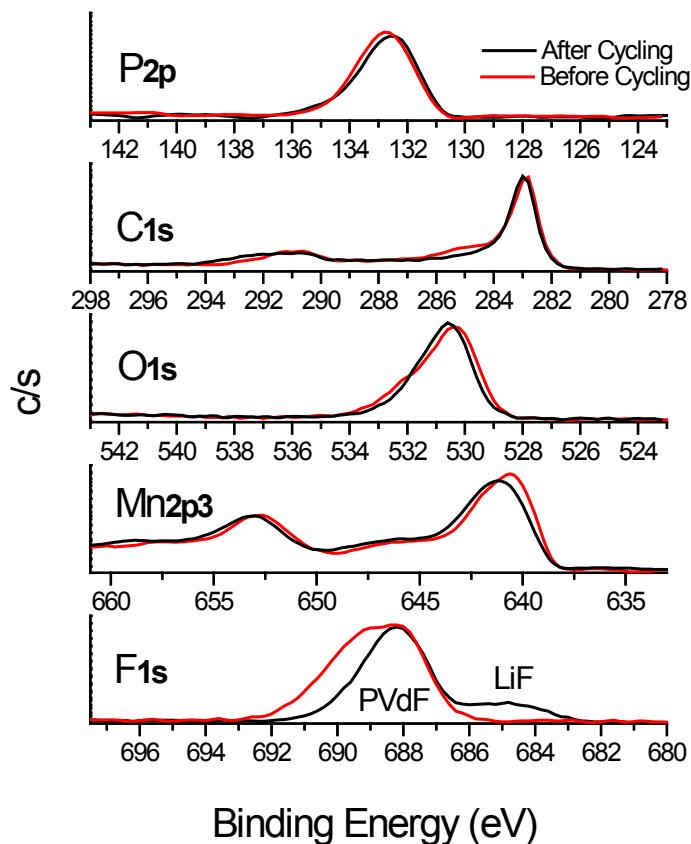 P2p
After Cycling
Before Cycling
142 140 138 136 134 132 130 128 126 124
C1s
298 296 294 292 290 288 286 284 282 280 278
O1s
542 540 538 536 534 532 530 528 526 524
c/s
Mn2p3
660 655 650 645 640 635
F1s
PVdF
LiF
696 694 692 690 688 686 684 682 680
Binding Energy (eV)